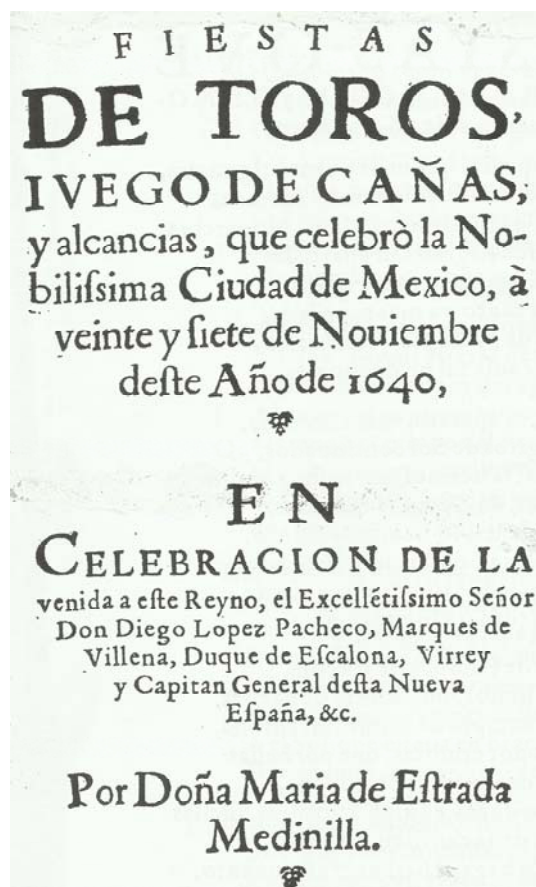 FIESTAS
DE TOROS,
IVEGO DE CAÑAS,
y alcancias, que celebrò la No-
biliſsima Ciudad de Mexico, à
veinte y ſiete de Nouiembre
deſte Año de 1640,
EN
CELEBRACION DE LA
venida a eſte Reyno, el Excellẽtiſsimo Señor
Don Diego Lopez Pacheco, Marques de
Villena, Duque de Eſcalona, Virrey
y Capitan General deſta Nueva
Eſpaña, &c.
Por Doña Maria de Eſtrada
Medinilla.